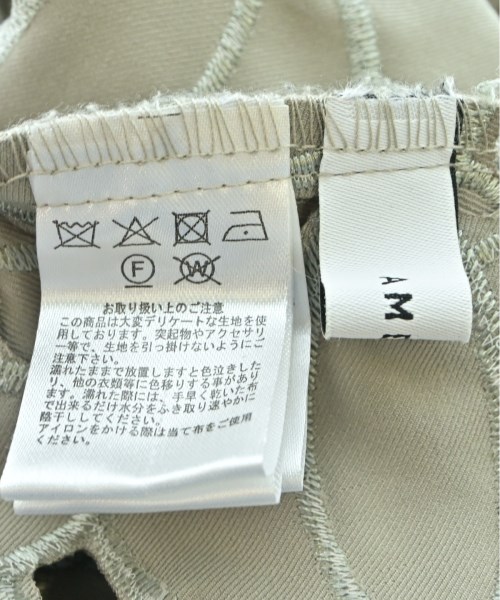 F
W
お取り扱い上のご注意
この商品は大変デリケートな生地を使
用しております。突起物やアクセサリ
ー等で、生地を引っ掛けないようにご
注意下さい。
濡れたままで放置しますと色泣きした
り、他の衣類等に色移りする事があり
ます。濡れた際には、手早く乾いた布
で出来るだけ水分をふき取り速やかに
陰干ししてください。
アイロンをかける際は当て布をご使用
ください。
AM